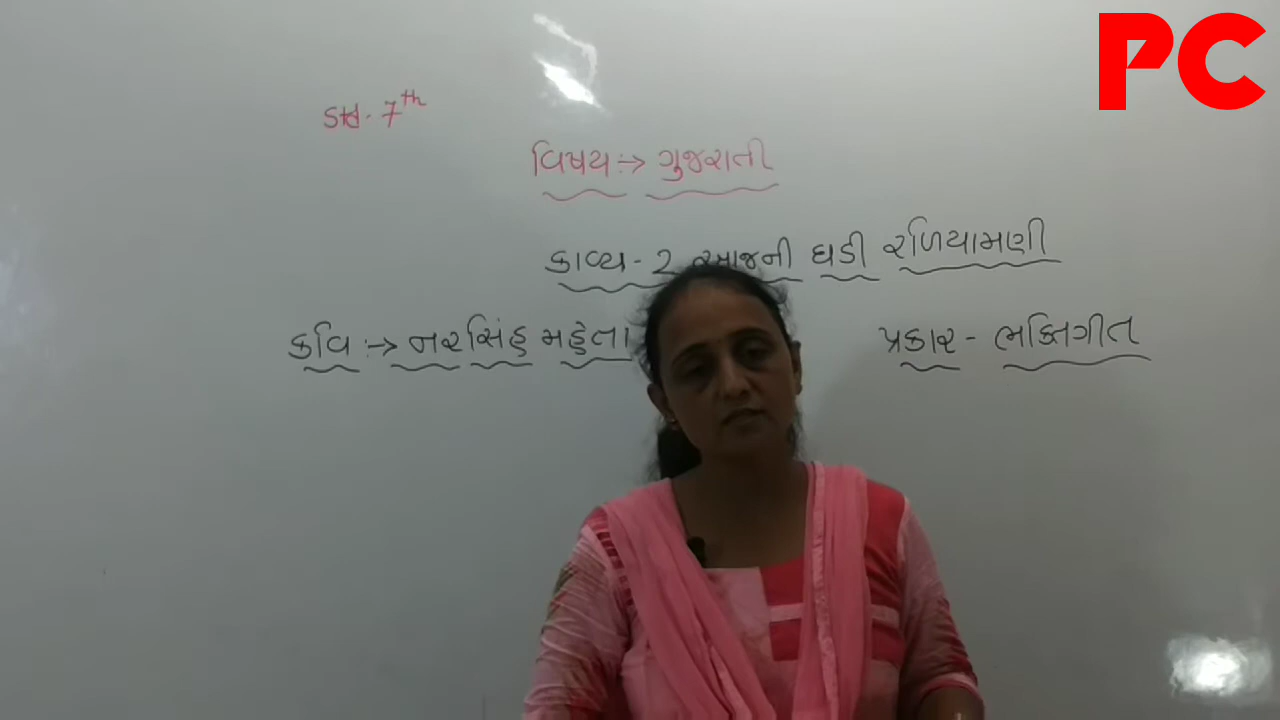 PC
Std. 7th
વિષય :→ ગુજરાતી
કાવ્ય - 2 આજની ઘડી રળિયામણી
કવિ :→ નરસિંહ મહેતા પ્રકાર - ભક્તિગીત